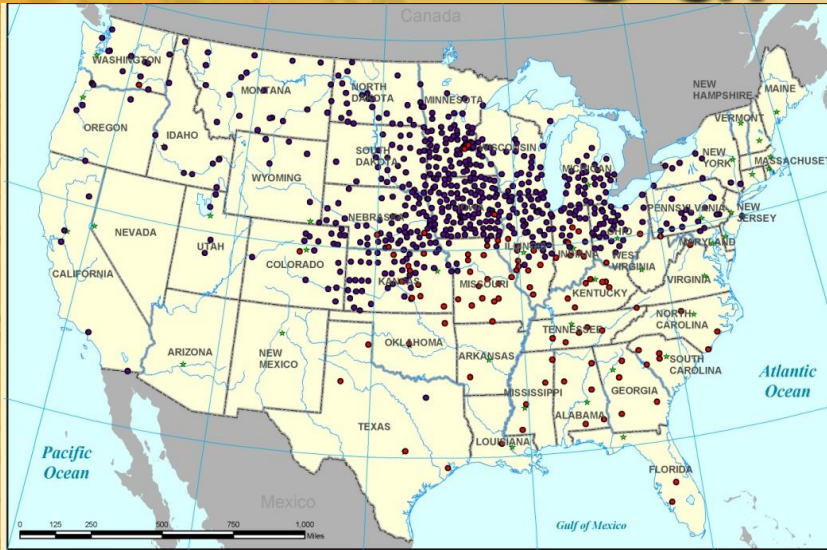 Canada
WASHINGTON
MONTANA
NORTH
DAKOTA
MINNESOTA
MAINE
NEW
HAMPSHIRE
VERMONT
OREGON
IDAHO
SOUTH
DAKOTA
WISCONSIN
MICHIGAN
NEW
YORK
MASSACHUSET
WYOMING
NEBRASKA
PENNSYLVANIA
NEW
JERSEY
NEVADA
UTAH
COLORADO
KANSAS
MISSOURI
ILLINOIS
INDIANA
OHIO
WEST
VIRGINIA
MARYLAND
VIRGINIA
CALIFORNIA
KENTUCKY
ARIZONA
NEW
MEXICO
OKLAHOMA
ARKANSAS
TENNESSEE
NORTH
CAROLINA
SOUTH
CAROLINA
MISSISSIPPI
ALABAMA
GEORGIA
TEXAS
LOUISIANA
FLORIDA
Pacific
Ocean
Atlantic
Ocean
Mexico
Gulf of Mexico
0 125 250 500 750 1,000
Miles